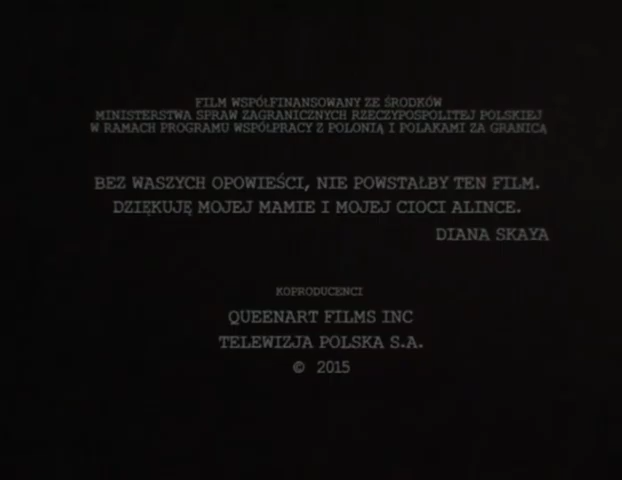 FILM WSPÓŁFINANSOWANY ZE ŚRODKÓW
MINISTERSTWA SPRAW ZAGRANICZNYCH RZECZYPOSPOLITEJ POLSKIEJ
W RAMACH PROGRAMU WSPÓŁPRACY Z POLONIĄ I POLAKAMI ZA GRANICĄ
BEZ WASZYCH OPOWIEŚCI, NIE POWSTAŁBY TEN FILM.
DZIĘKUJĘ MOJEJ MAMIE I MOJEJ CIOCI ALINCE.
DIANA SKAYA
KOPRODUCENCI
QUEENART FILMS INC
TELEWIZJA POLSKA S.A.
© 2015